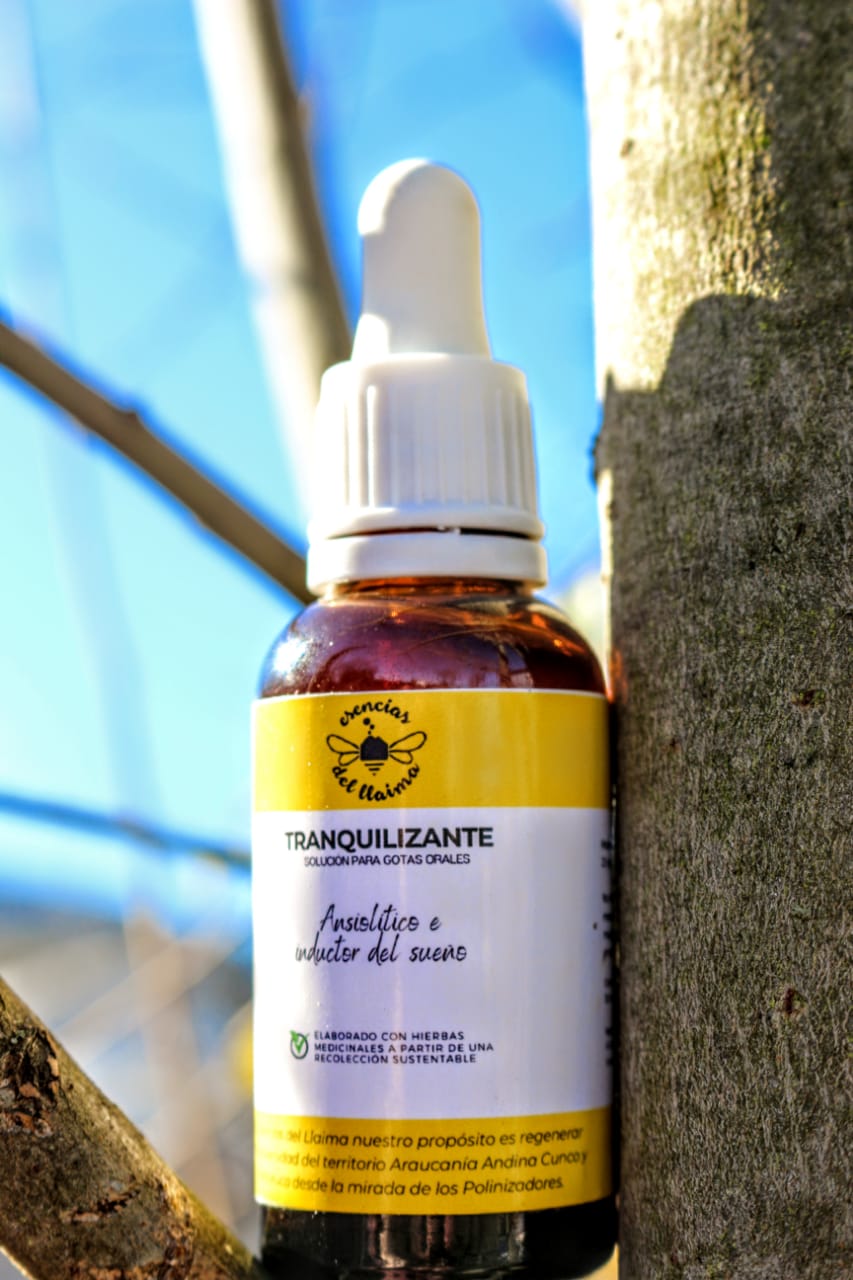 esencias
del llaima
TRANQUILIZANTE
SOLUCIÓN PARA GOTAS ORALES
Ansiolítico e
inductor del sueño
ELABORADO CON HIERBAS
MEDICINALES A PARTIR DE UNA
RECOLECCIÓN SUSTENTABLE
del Llaima nuestro propósito es regenerar
del territorio Araucanía Andina Cunco y
desde la mirada de los Polinizadores.